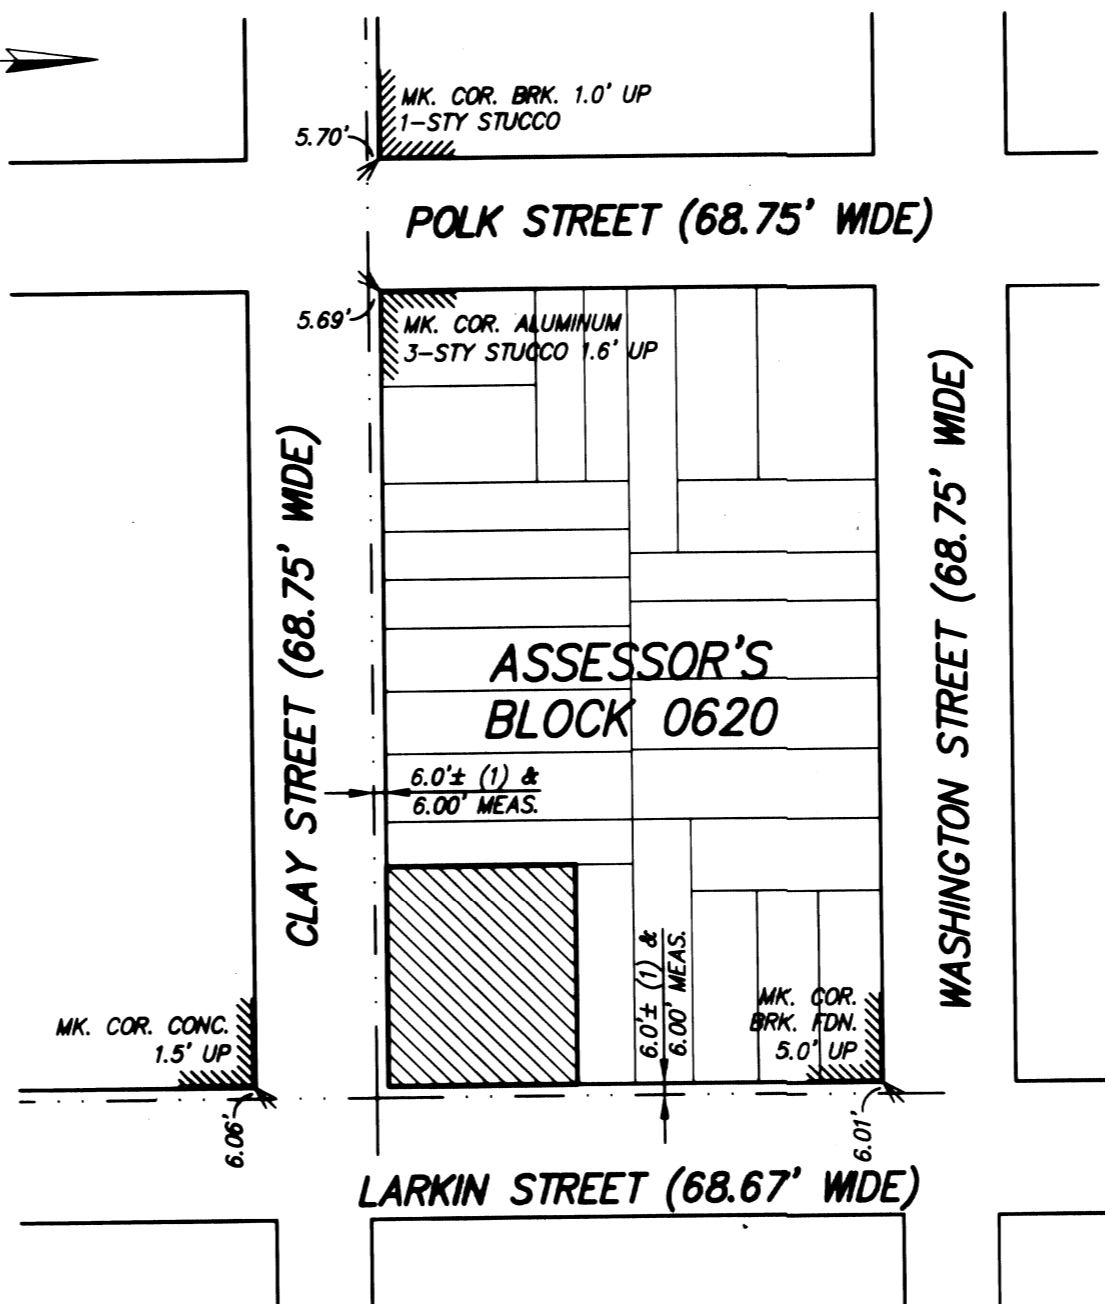 MK. COR. BRK. 1.0' UP
1-STY STUCCO
5.70'
POLK STREET (68.75' WIDE)
5.69'
MK. COR. ALUMINUM
3-STY STUCCO 1.6' UP
CLAY STREET (68.75' WIDE)
WASHINGTON STREET (68.75' WIDE)
ASSESSOR'S
BLOCK 0620
6.0'± (1) &
6.00' MEAS.
6.0'± (1) &
6.00' MEAS.
MK. COR. CONC.
1.5' UP
MK. COR.
BRK. FDN.
5.0' UP
6.06'
6.01'
LARKIN STREET (68.67' WIDE)